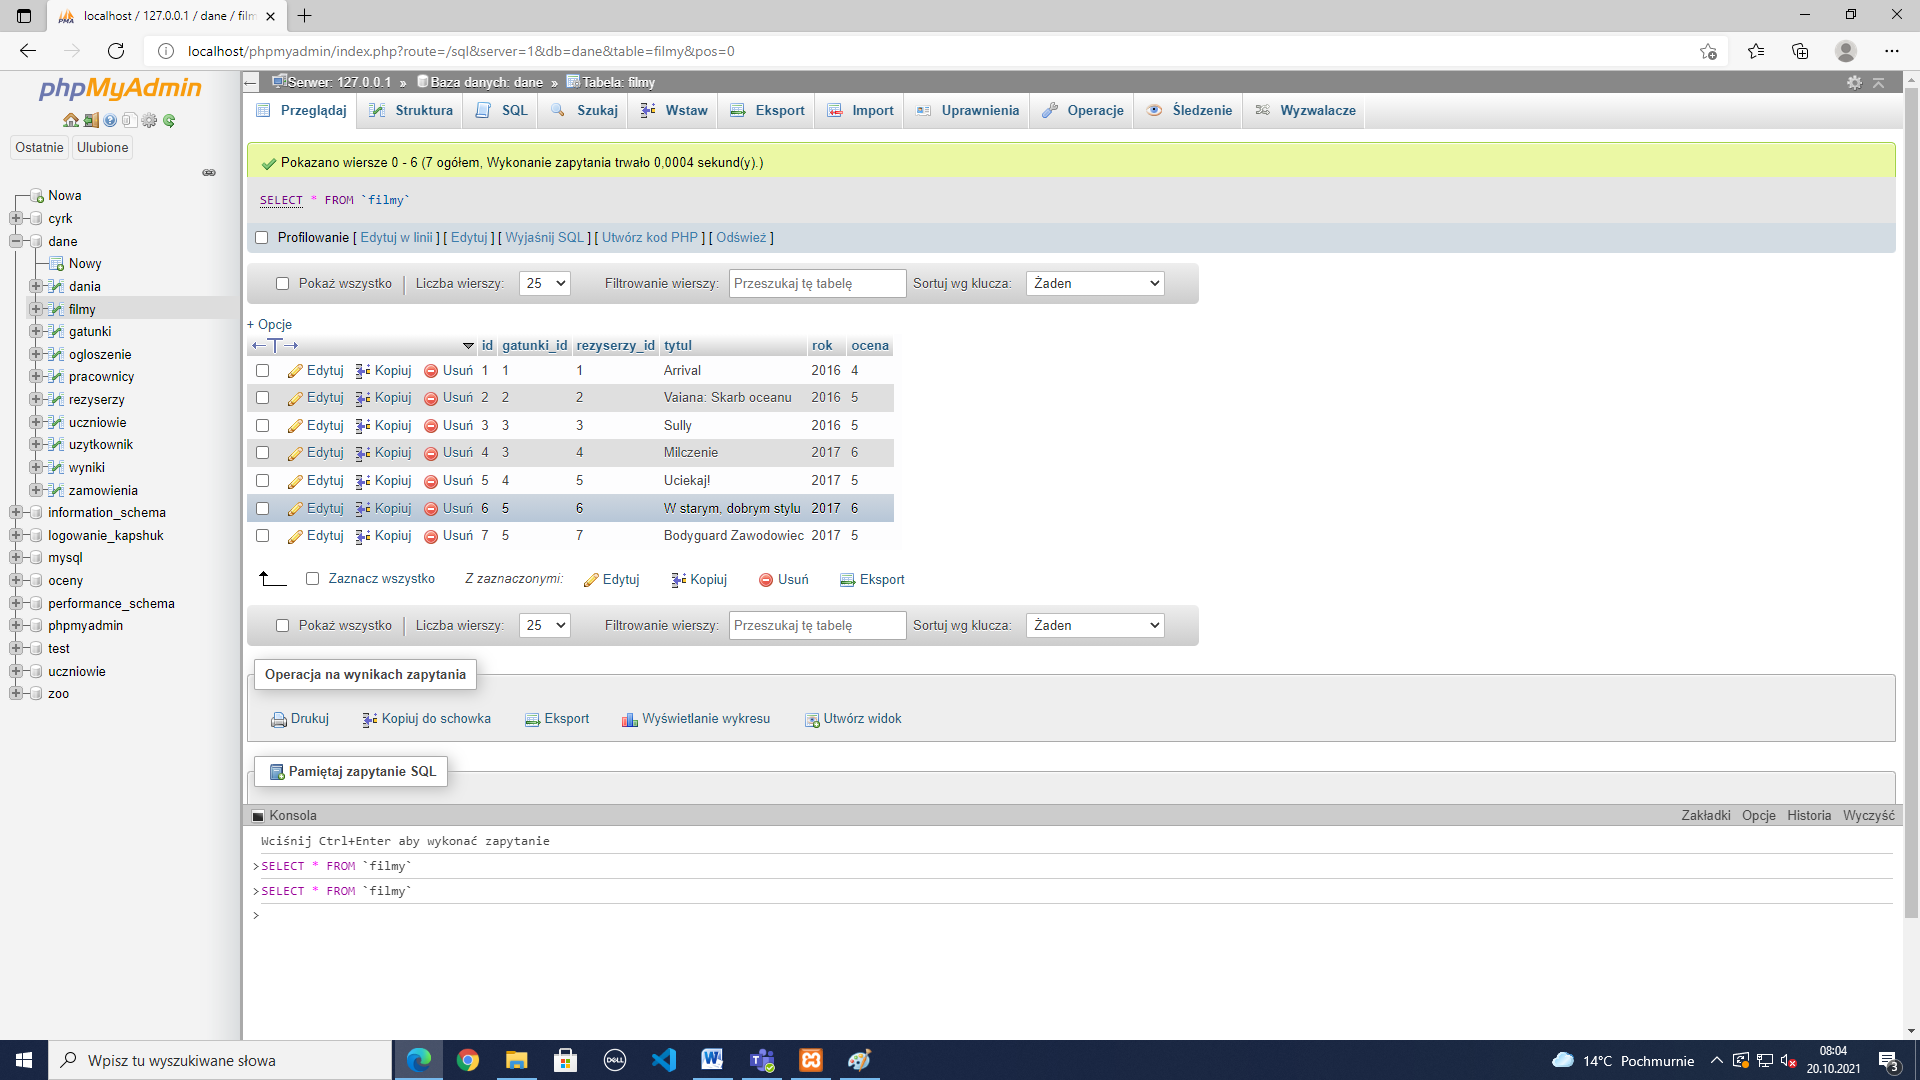 localhost / 127.0.0.1 / dane / film
localhost/phpmyadmin/index.php?route=/sql&server=1&db=dane&table=filmy&pos=0
phpMyAdmin
Ostatnie Ulubione
Nowa
cyrk
dane
Nowy
dania
filmy
gatunki
ogloszenie
pracownicy
rezyserzy
uczniowie
uzytkownik
wyniki
zamowienia
information_schema
logowanie_kapshuk
mysql
oceny
performance_schema
phpmyadmin
test
uczniowie
zoo
Serwer: 127.0.0.1 » Baza danych: dane » Tabela: filmy
Przeglądaj Struktura SQL Szukaj Wstaw Eksport Import Uprawnienia Operacje Śledzenie Wyzwalacze
Pokazano wiersze 0 - 6 (7 ogółem, Wykonanie zapytania trwało 0,0004 sekund(y).)
SELECT * FROM `filmy`
Profilowanie [ Edytuj w linii ] [ Edytuj ] [ Wyjaśnij SQL ] [ Utwórz kod PHP ] [ Odśwież ]
Pokaż wszystko Liczba wierszy: 25 Filtrowanie wierszy: Przeszukaj tę tabelę Sortuj wg klucza: Żaden
+ Opcje
←T→ id gatunki_id rezyserzy_id tytul rok ocena
Edytuj Kopiuj Usuń 1 1 1 Arrival 2016 4
Edytuj Kopiuj Usuń 2 2 2 Vaiana: Skarb oceanu 2016 5
Edytuj Kopiuj Usuń 3 3 3 Sully 2016 5
Edytuj Kopiuj Usuń 4 3 4 Milczenie 2017 6
Edytuj Kopiuj Usuń 5 4 5 Uciekaj! 2017 5
Edytuj Kopiuj Usuń 6 5 6 W starym, dobrym stylu 2017 6
Edytuj Kopiuj Usuń 7 5 7 Bodyguard Zawodowiec 2017 5
Zaznacz wszystko Z zaznaczonymi: Edytuj Kopiuj Usuń Eksport
Pokaż wszystko Liczba wierszy: 25 Filtrowanie wierszy: Przeszukaj tę tabelę Sortuj wg klucza: Żaden
Operacja na wynikach zapytania
Drukuj Kopiuj do schowka Eksport Wyświetlanie wykresu Utwórz widok
Pamiętaj zapytanie SQL
Konsola Zakładki Opcje Historia Wyczyść
Wciśnij Ctrl+Enter aby wykonać zapytanie
>SELECT * FROM `filmy`
>SELECT * FROM `filmy`
>
Wpisz tu wyszukiwane słowa
DELL
14°C Pochmurnie
08:04
20.10.2021
3